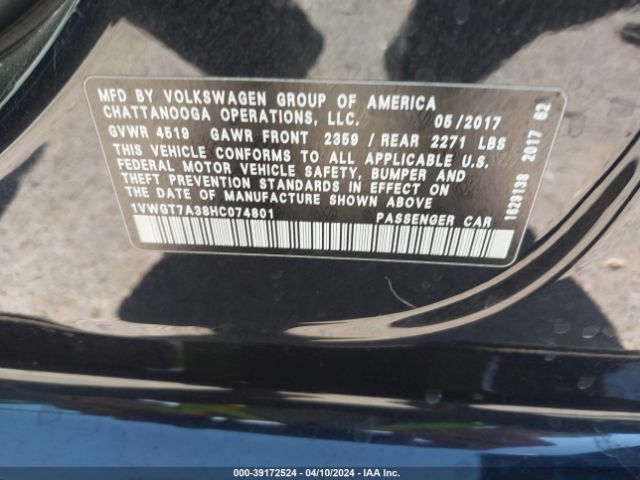 MFD BY VOLKSWAGEN GROUP OF AMERICA
CHATTANOOGA OPERATIONS, LLC. 05/2017
GVWR 4519 GAWR FRONT 2359 / REAR 2271 LBS
THIS VEHICLE CONFORMS TO ALL APPLICABLE U.S.
FEDERAL MOTOR VEHICLE SAFETY, BUMPER AND
THEFT PREVENTION STANDARDS IN EFFECT ON
THE DATE OF MANUFACTURE SHOWN ABOVE
1VWGT7A38HC074801 PASSENGER CAR
1629138 2017 62
000-39172524 | 04/10/2024 | IAA Inc.